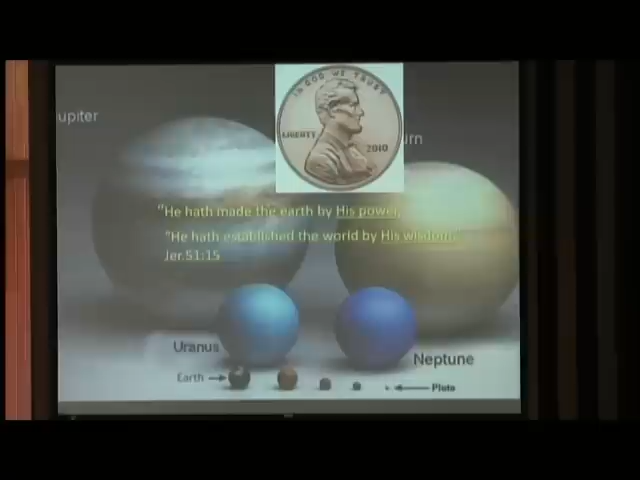 IN GOD WE TRUST
upiter
LIBERTY
rn
2010
"He hath made the earth by His power,
"He hath established the world by His wisdom"
Jer.51:15
Uranus
Neptune
Earth
Pluto